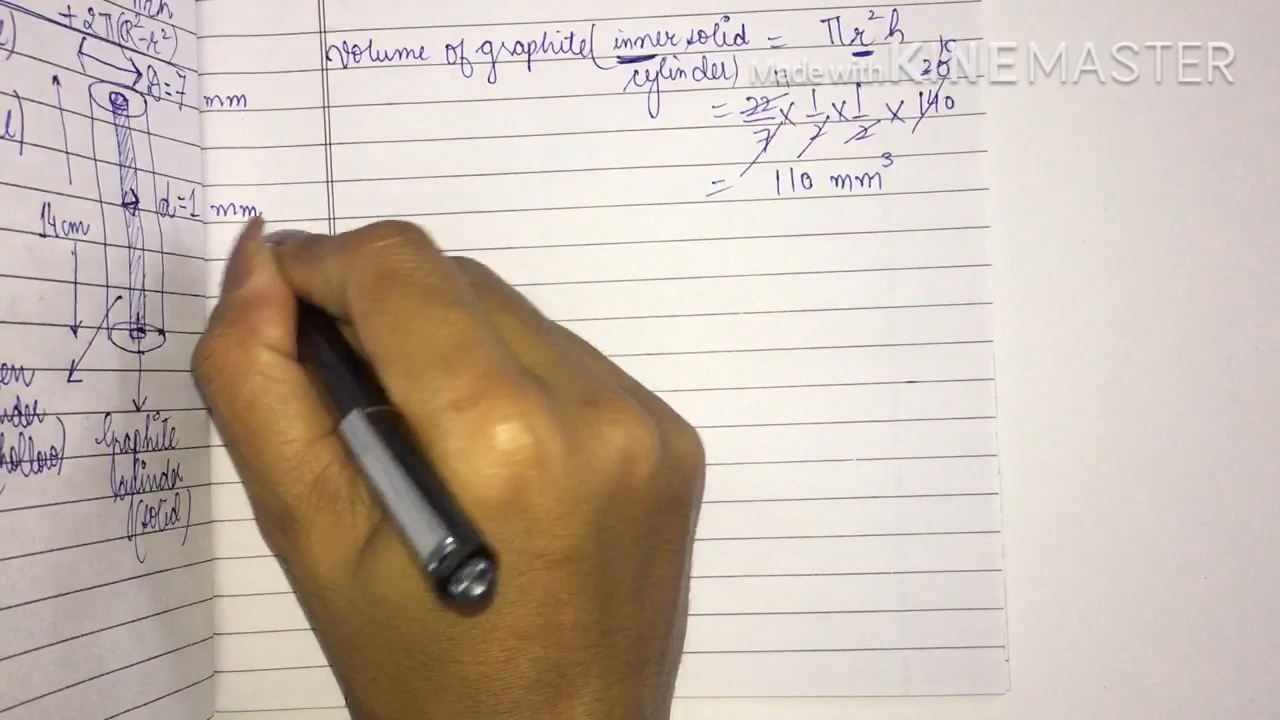 πrh
+ 2π(R²-r²)
D=7 mm
d=1 mm
14 cm
Graphite
cylinder
(solid)
hollow)
Volume of graphite( inner solid = πr²h
cylinder)
= 22/7 × 1/2 × 1/2 × 140
= 110 mm³
Made with KINEMASTER